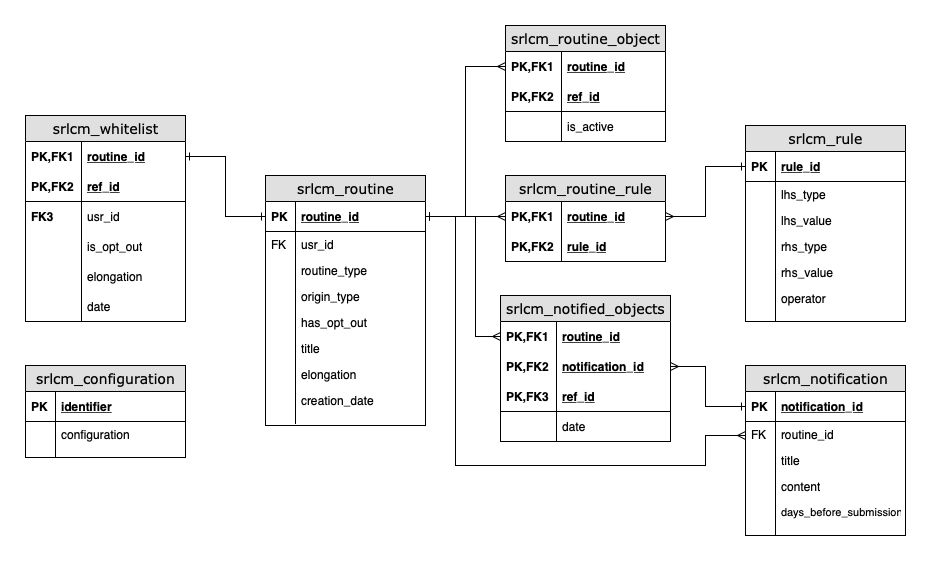 srlcm_routine_object
PK,FK1 routine_id
PK,FK2 ref_id
is_active
srlcm_whitelist
PK,FK1 routine_id
PK,FK2 ref_id
FK3 usr_id
is_opt_out
elongation
date
srlcm_routine
PK routine_id
FK usr_id
routine_type
origin_type
has_opt_out
title
elongation
creation_date
srlcm_routine_rule
PK,FK1 routine_id
PK,FK2 rule_id
srlcm_rule
PK rule_id
lhs_type
lhs_value
rhs_type
rhs_value
operator
srlcm_notified_objects
PK,FK1 routine_id
PK,FK2 notification_id
PK,FK3 ref_id
date
srlcm_configuration
PK identifier
configuration
srlcm_notification
PK notification_id
FK routine_id
title
content
days_before_submission